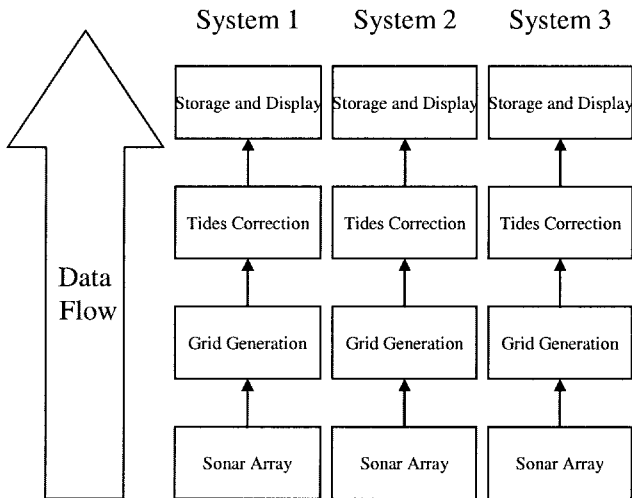 System 1 System 2 System 3
Storage and Display Storage and Display Storage and Display
Tides Correction Tides Correction Tides Correction
Data
Flow
Grid Generation Grid Generation Grid Generation
Sonar Array Sonar Array Sonar Array